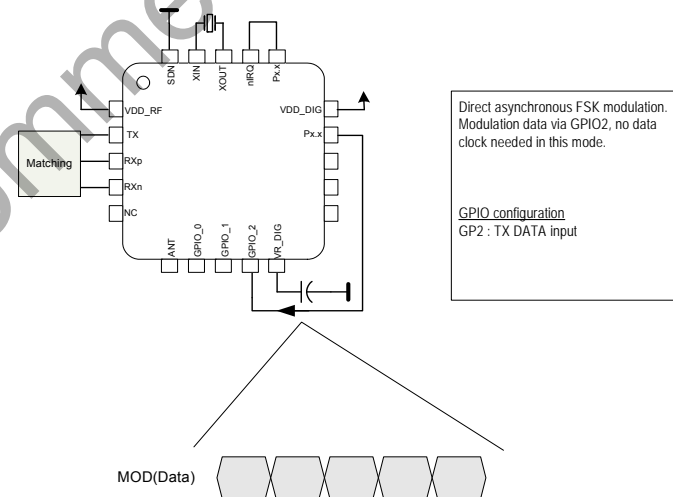 SDN
XIN
XOUT
nIRQ
Px.x
VDD_RF
TX
RXp
RXn
NC
VDD_DIG
Px.x
Matching
ANT
GPIO_0
GPIO_1
GPIO_2
VR_DIG
Direct asynchronous FSK modulation.
Modulation data via GPIO2, no data
clock needed in this mode.
GPIO configuration
GP2 : TX DATA input
MOD(Data)